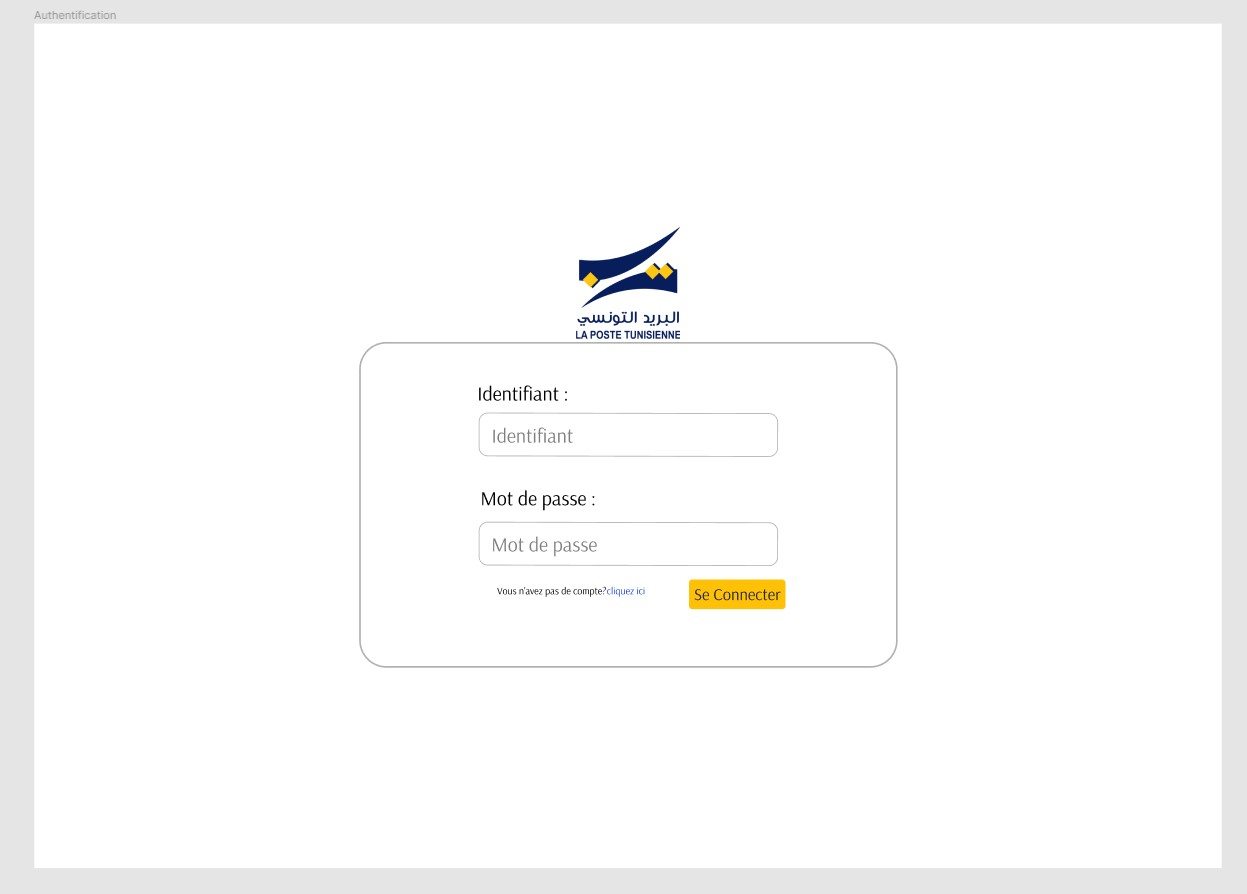 Authentification
البريد التونسي
LA POSTE TUNISIENNE
Identifiant :
Identifiant
Mot de passe :
Mot de passe
Vous n'avez pas de compte?cliquez ici
Se Connecter